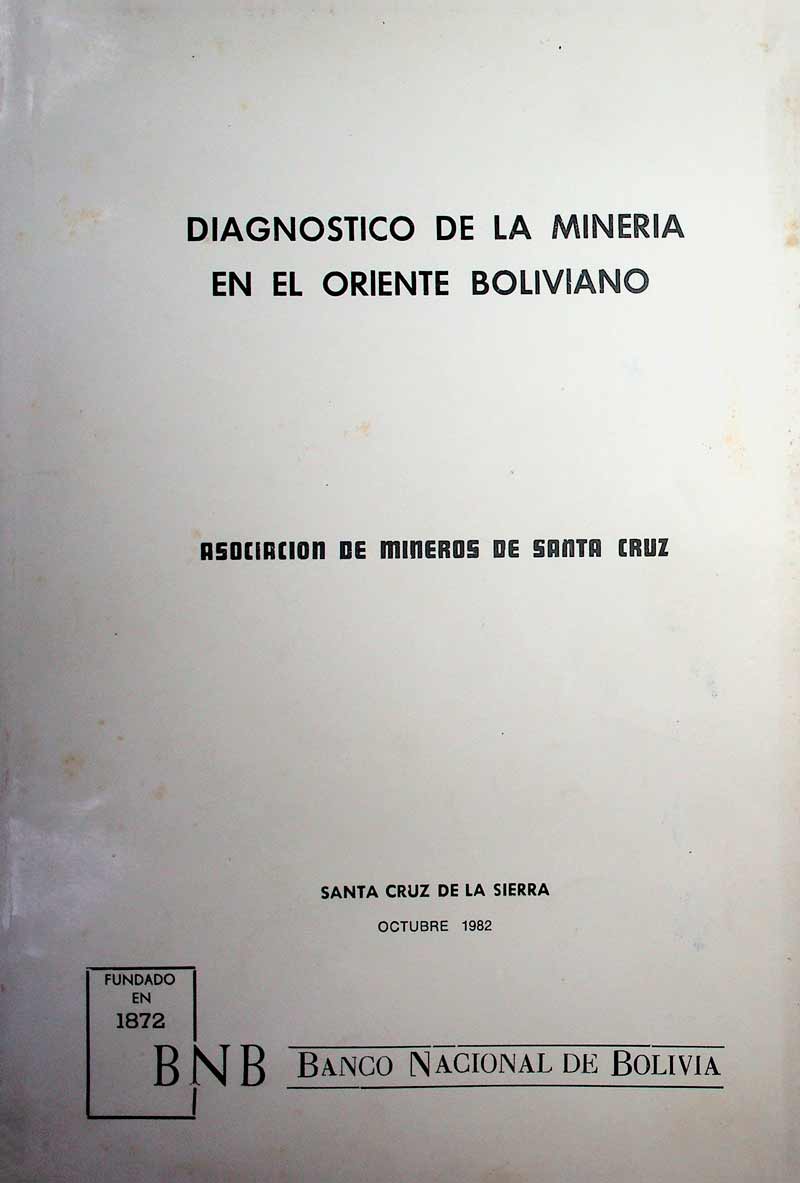 DIAGNOSTICO DE LA MINERIA
EN EL ORIENTE BOLIVIANO
ASOCIACION DE MINEROS DE SANTA CRUZ
SANTA CRUZ DE LA SIERRA
OCTUBRE 1982
FUNDADO
EN
1872
BNB BANCO NACIONAL DE BOLIVIA